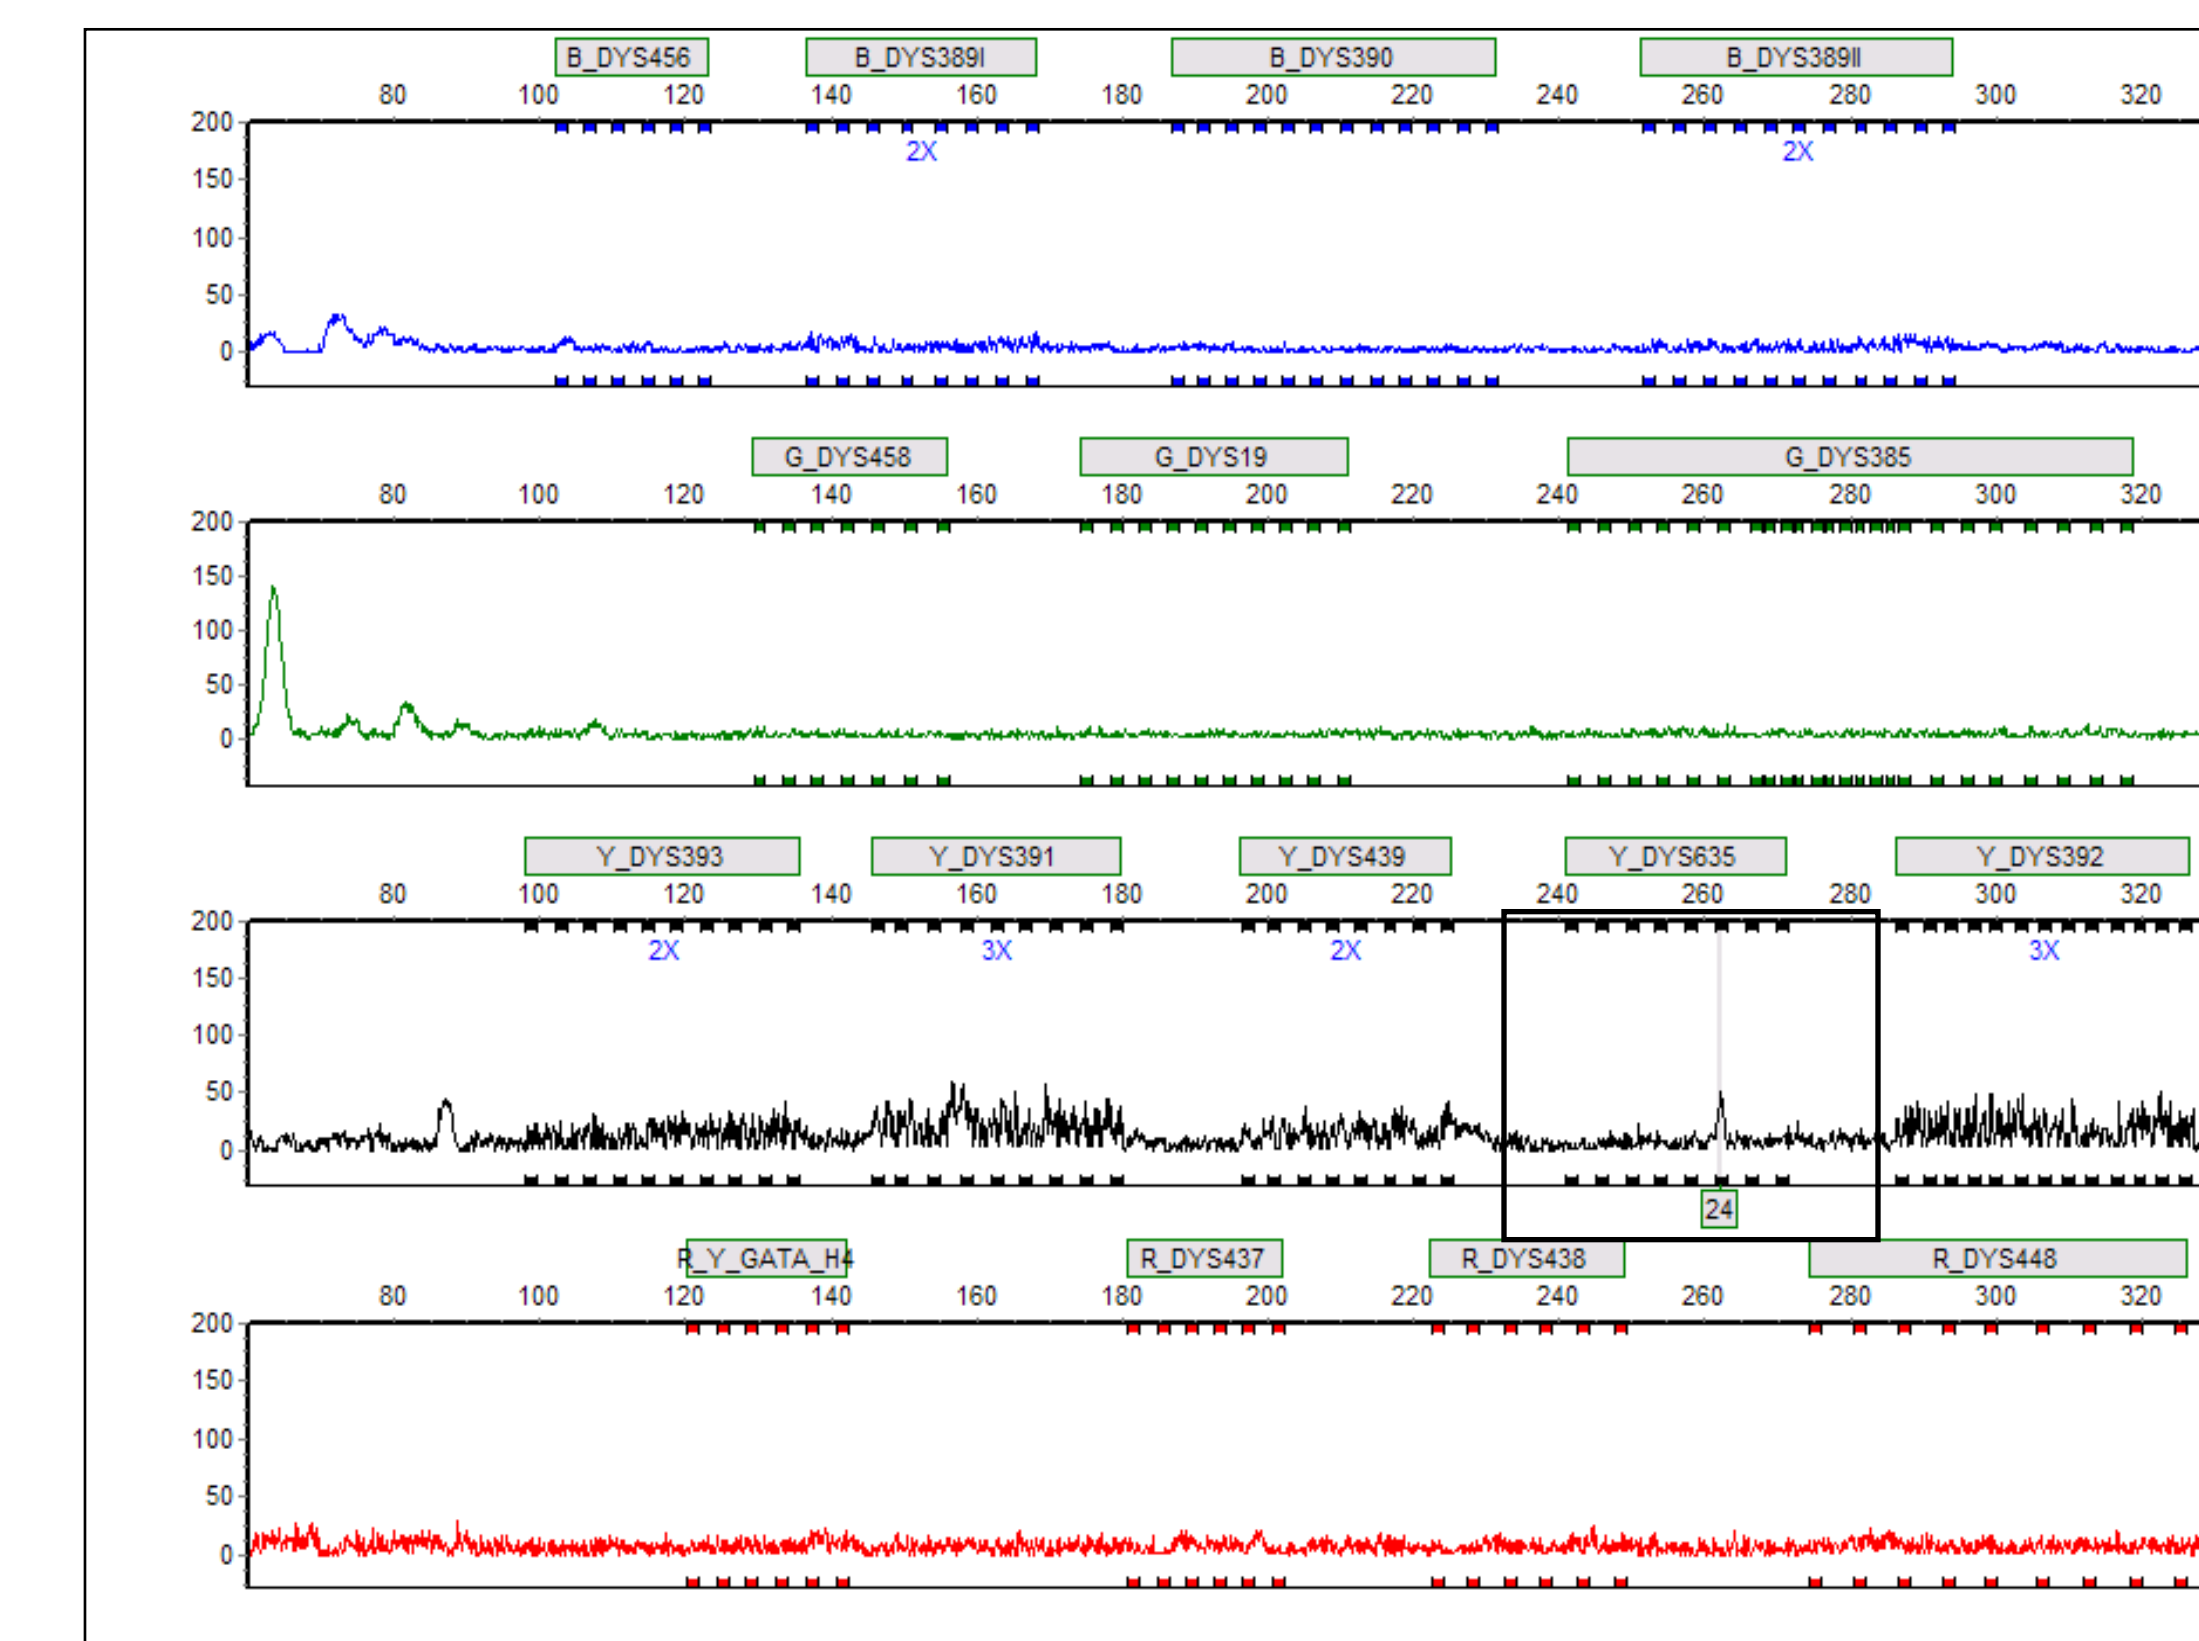 B_DYS456 B_DYS389I B_DYS390 B_DYS389II
80 100 120 140 160 180 200 220 240 260 280 300 320
200
2X 2X
150
100
50
0
G_DYS458 G_DYS19 G_DYS385
80 100 120 140 160 180 200 220 240 260 280 300 320
200
150
100
50
0
Y_DYS393 Y_DYS391 Y_DYS439 Y_DYS635 Y_DYS392
80 100 120 140 160 180 200 220 240 260 280 300 320
200
2X 3X 2X 3X
150
100
50
0
24
R_Y_GATA_H4 R_DYS437 R_DYS438 R_DYS448
80 100 120 140 160 180 200 220 240 260 280 300 320
200
150
100
50
0